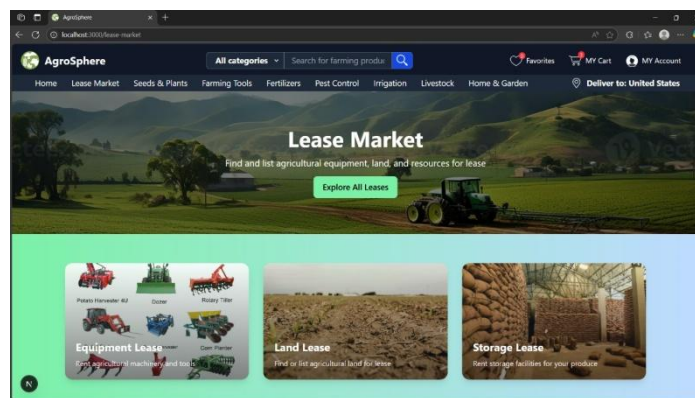 AgroSphere
localhost:3000/lease-market
AgroSphere
All categories
Search for farming produc
Favorites
MY Cart
MY Account
Home
Lease Market
Seeds & Plants
Farming Tools
Fertilizers
Pest Control
Irrigation
Livestock
Home & Garden
Deliver to: United States
Lease Market
Find and list agricultural equipment, land, and resources for lease
Explore All Leases
Potato Harvester 4U
Dozer
Rotary Tiller
Corn Planter
Equipment Lease
Rent agricultural machinery and tools
Land Lease
Find or list agricultural land for lease
Storage Lease
Rent storage facilities for your produce
N